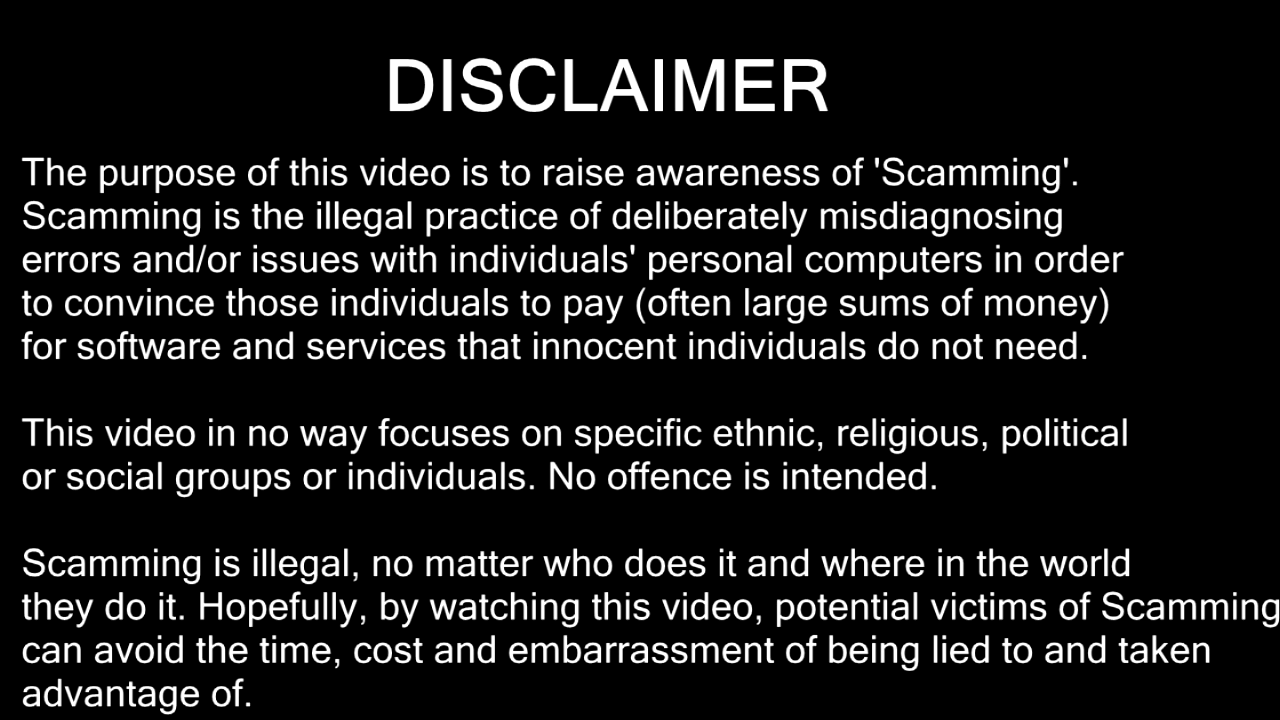 DISCLAIMER
The purpose of this video is to raise awareness of 'Scamming'.
Scamming is the illegal practice of deliberately misdiagnosing
errors and/or issues with individuals' personal computers in order
to convince those individuals to pay (often large sums of money)
for software and services that innocent individuals do not need.
This video in no way focuses on specific ethnic, religious, political
or social groups or individuals. No offence is intended.
Scamming is illegal, no matter who does it and where in the world
they do it. Hopefully, by watching this video, potential victims of Scamming
can avoid the time, cost and embarrassment of being lied to and taken
advantage of.